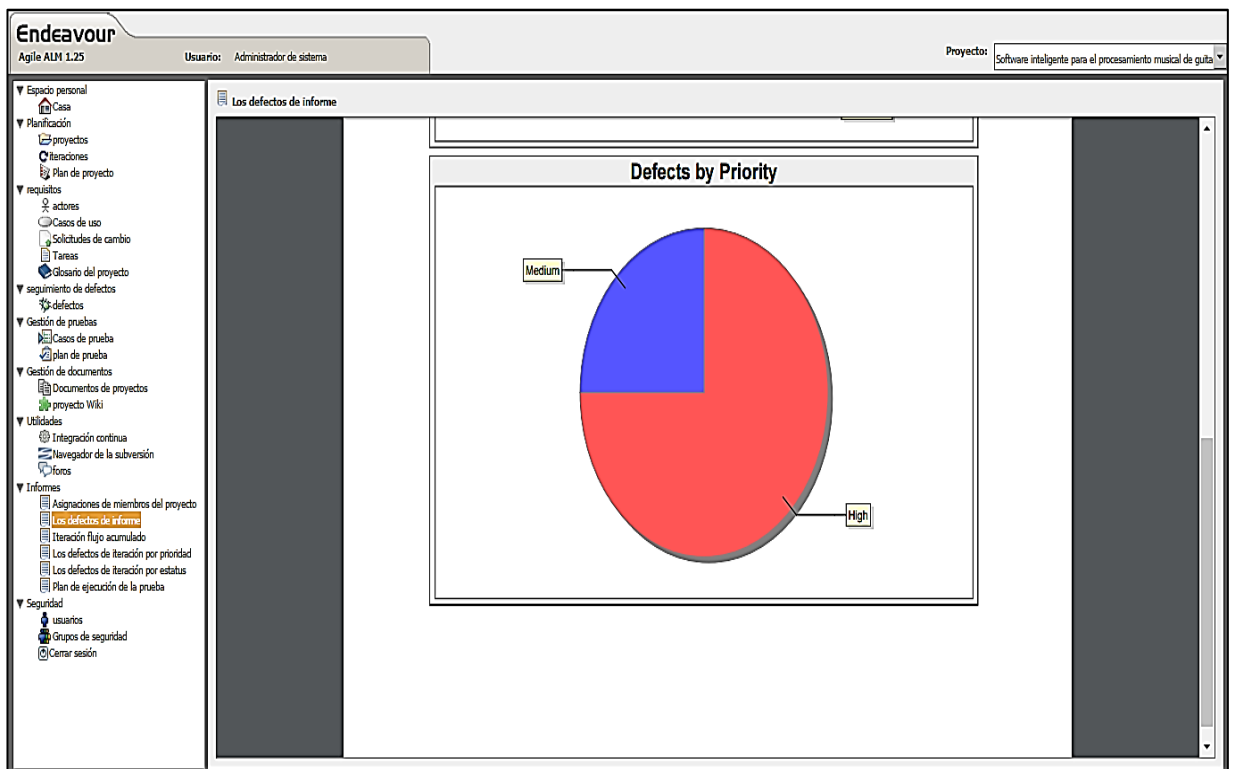 Endeavour
Agile ALM 1.25
Usuario: Administrador de sistema
Proyecto: Software inteligente para el procesamiento musical de guita
Espacio personal
Casa
Planificación
proyectos
iteraciones
Plan de proyecto
requisitos
actores
Casos de uso
Solicitudes de cambio
Tareas
Glosario del proyecto
seguimiento de defectos
defectos
Gestión de pruebas
Casos de prueba
plan de prueba
Gestión de documentos
Documentos de proyectos
proyecto Wiki
Utilidades
Integración continua
Navegador de la subversión
foros
Informes
Asignaciones de miembros del proyecto
Los defectos de informe
Iteración flujo acumulado
Los defectos de iteración por prioridad
Los defectos de iteración por estatus
Plan de ejecución de la prueba
Seguridad
usuarios
Grupos de seguridad
Cerrar sesión
Los defectos de informe
Defects by Priority
Medium
High